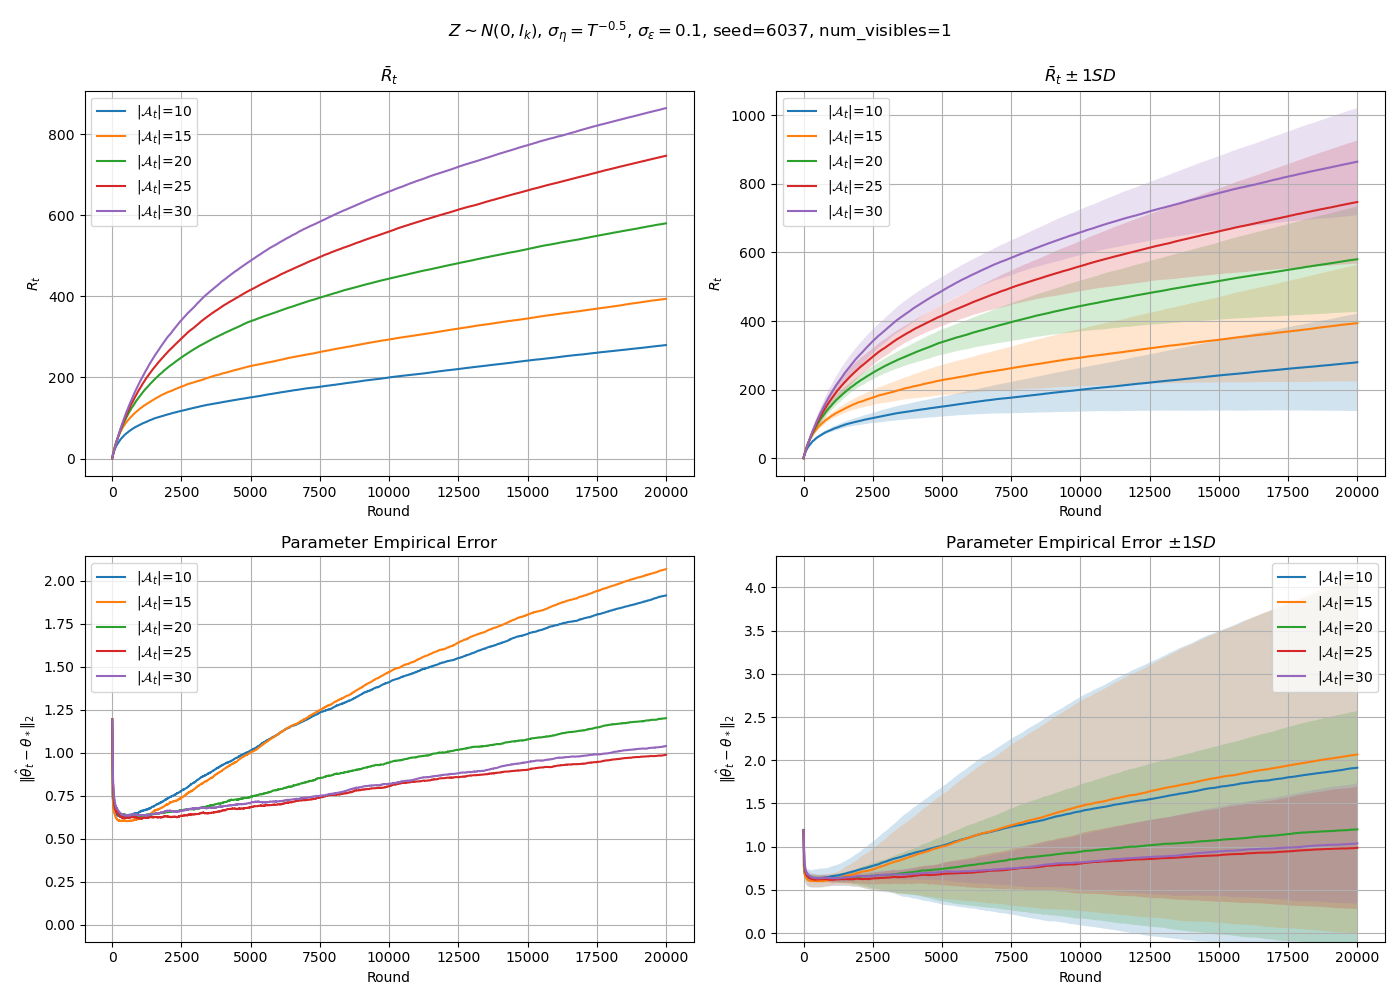 Z ~ N(0, I_k), σ_η = T^{-0.5}, σ_ε = 0.1, seed=6037, num_visibles=1
R̄_t
|𝒜_t|=10
|𝒜_t|=15
|𝒜_t|=20
|𝒜_t|=25
|𝒜_t|=30
800
600
400
200
0
R_t
0 2500 5000 7500 10000 12500 15000 17500 20000
Round
R̄_t ± 1SD
|𝒜_t|=10
|𝒜_t|=15
|𝒜_t|=20
|𝒜_t|=25
|𝒜_t|=30
1000
800
600
400
200
0
R_t
0 2500 5000 7500 10000 12500 15000 17500 20000
Round
Parameter Empirical Error
|𝒜_t|=10
|𝒜_t|=15
|𝒜_t|=20
|𝒜_t|=25
|𝒜_t|=30
2.00
1.75
1.50
1.25
1.00
0.75
0.50
0.25
0.00
‖θ̂_t − θ_*‖_2
0 2500 5000 7500 10000 12500 15000 17500 20000
Round
Parameter Empirical Error ±1SD
|𝒜_t|=10
|𝒜_t|=15
|𝒜_t|=20
|𝒜_t|=25
|𝒜_t|=30
4.0
3.5
3.0
2.5
2.0
1.5
1.0
0.5
0.0
‖θ̂_t − θ_*‖_2
0 2500 5000 7500 10000 12500 15000 17500 20000
Round